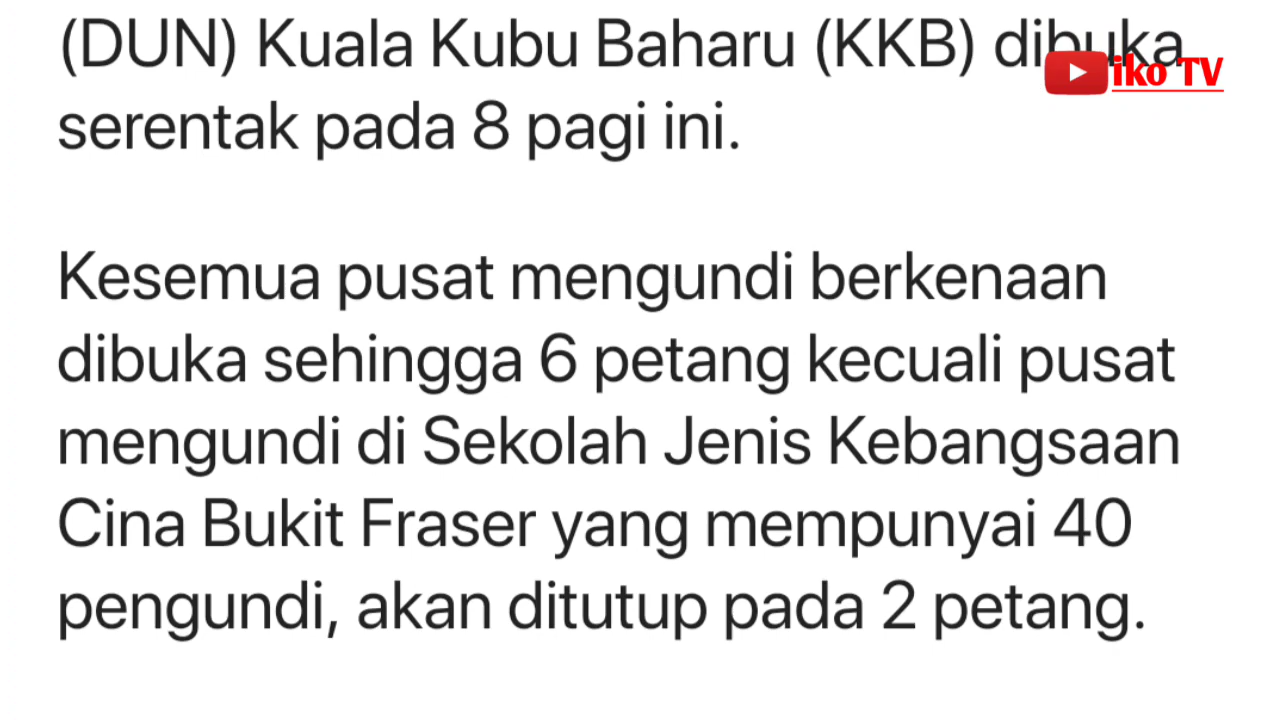 (DUN) Kuala Kubu Baharu (KKB) dibuka
iko TV
serentak pada 8 pagi ini.
Kesemua pusat mengundi berkenaan
dibuka sehingga 6 petang kecuali pusat
mengundi di Sekolah Jenis Kebangsaan
Cina Bukit Fraser yang mempunyai 40
pengundi, akan ditutup pada 2 petang.